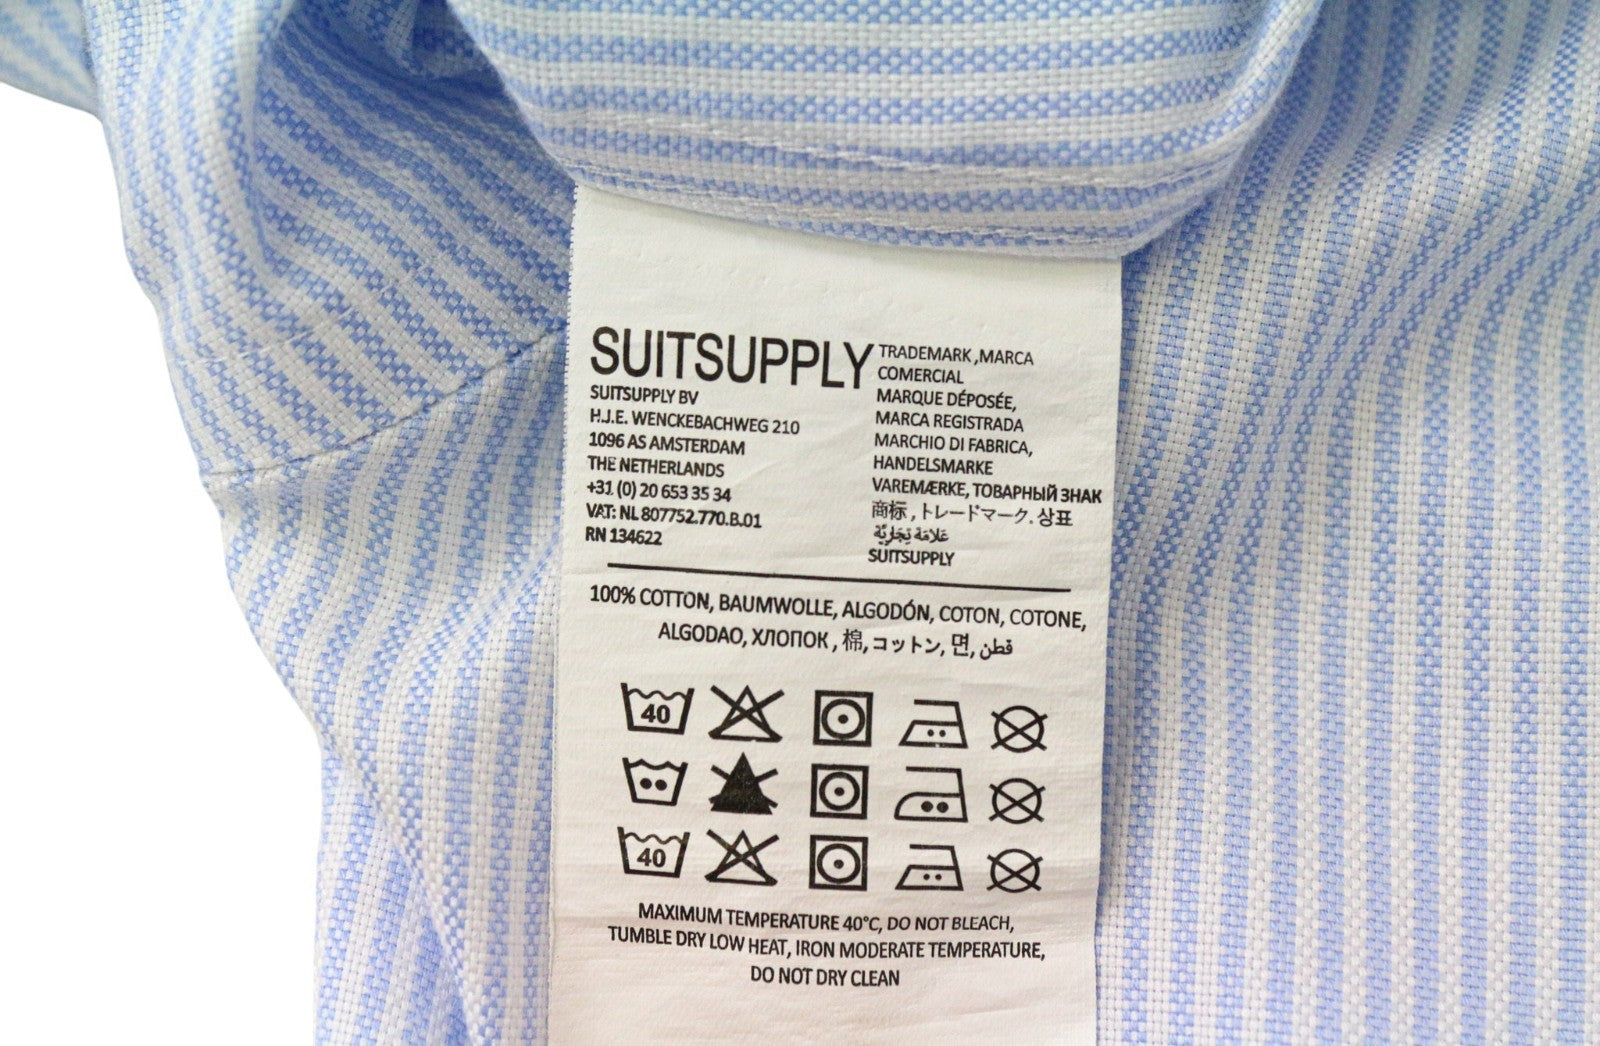 SUITSUPPLY
SUITSUPPLY BV
H.J.E. WENCKEBACHWEG 210
1096 AS AMSTERDAM
THE NETHERLANDS
+31 (0) 20 653 35 34
VAT: NL 807752.770.B.01
RN 134622
TRADEMARK ,MARCA
COMERCIAL
MARQUE DÉPOSÉE,
MARCA REGISTRADA
MARCHIO DI FABRICA,
HANDELSMARKE
VAREMÆRKE, ТОВАРНЫЙ ЗНАК
商标 , トレードマーク. 상표
عَلامَة تِجَارِيَّة
SUITSUPPLY
100% COTTON, BAUMWOLLE, ALGODÓN, COTON, COTONE,
ALGODAO, ХЛОПОК , 棉, コットン, 면, قطن
40
40
MAXIMUM TEMPERATURE 40°C, DO NOT BLEACH,
TUMBLE DRY LOW HEAT, IRON MODERATE TEMPERATURE,
DO NOT DRY CLEAN